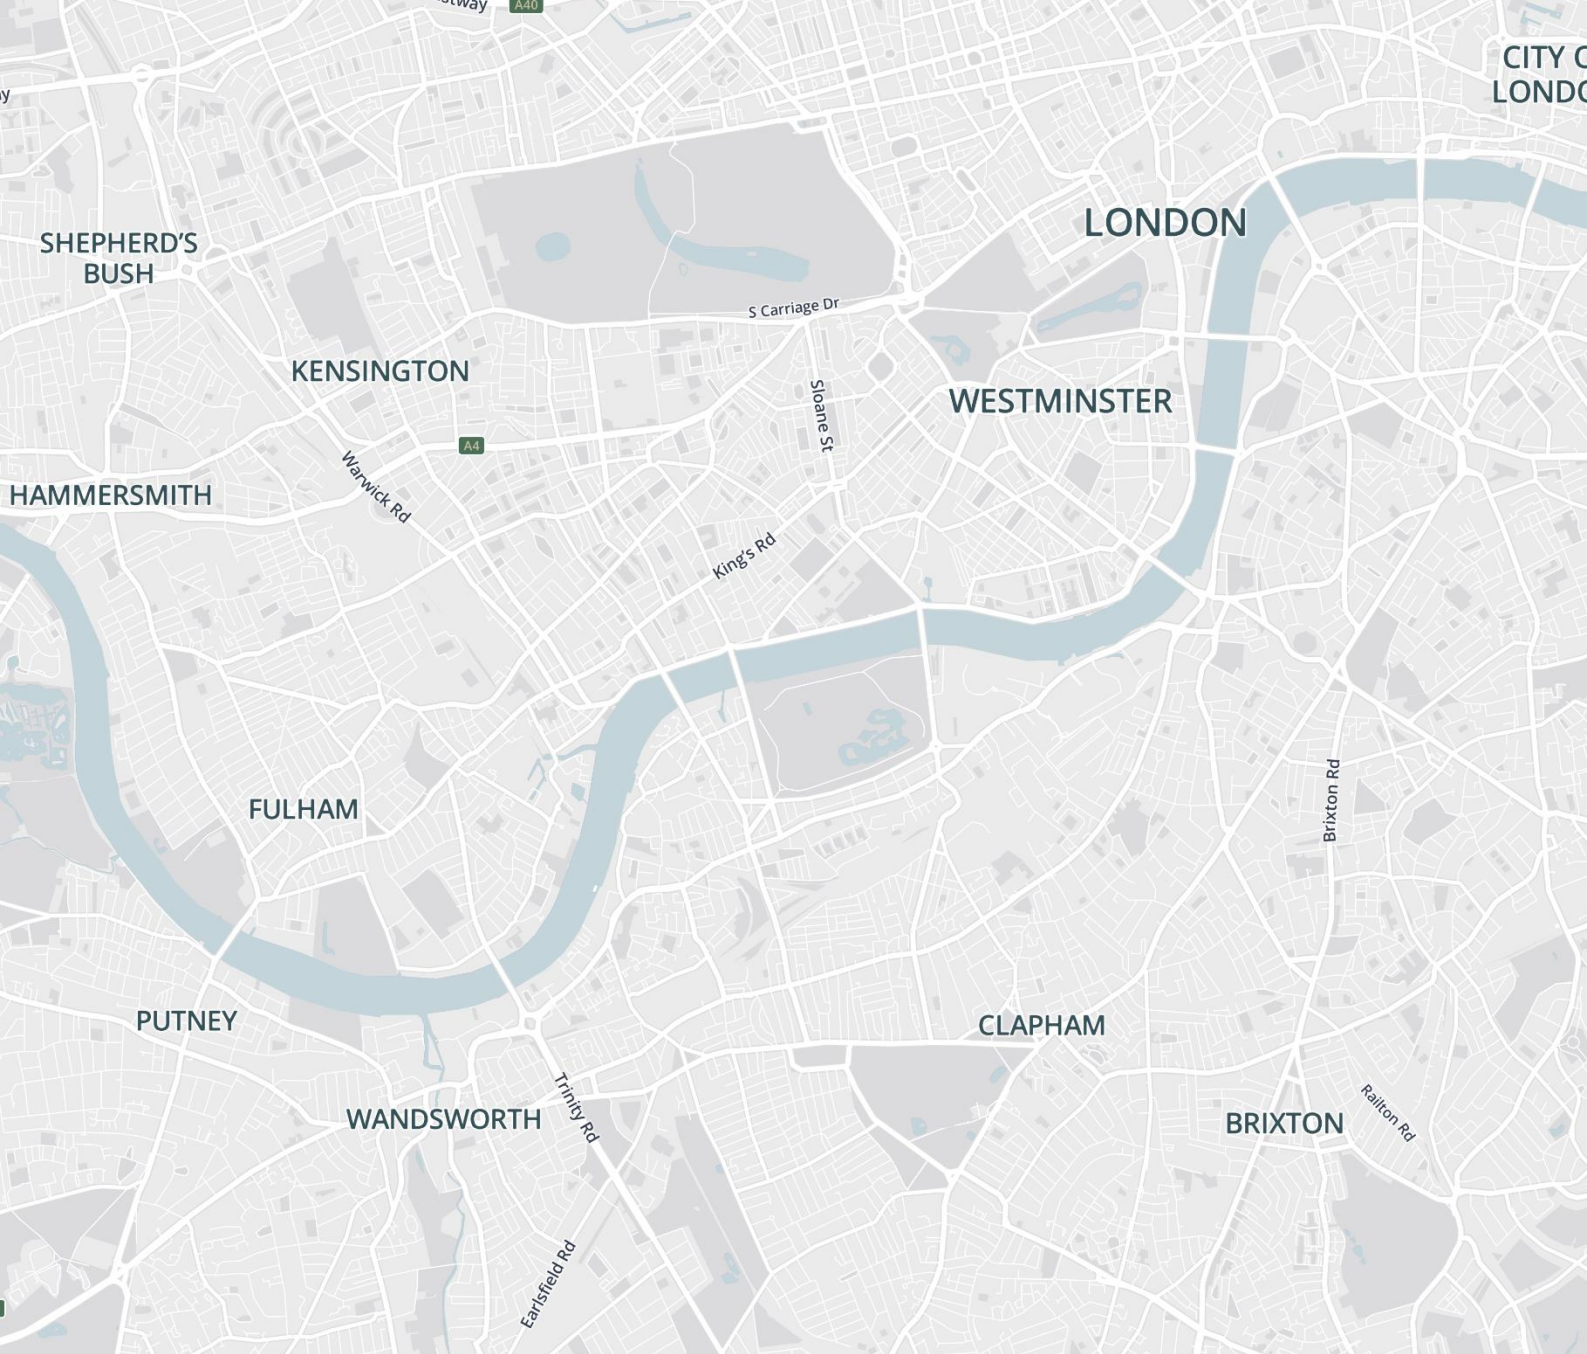 A40
CITY
SHEPHERD'S
BUSH
LONDON
S Carriage Dr
KENSINGTON
Sloane St
WESTMINSTER
A4
Warwick Rd
HAMMERSMITH
King's Rd
FULHAM
Brixton Rd
PUTNEY
CLAPHAM
WANDSWORTH
Trinity Rd
BRIXTON
Railton Rd
Earlsfield Rd